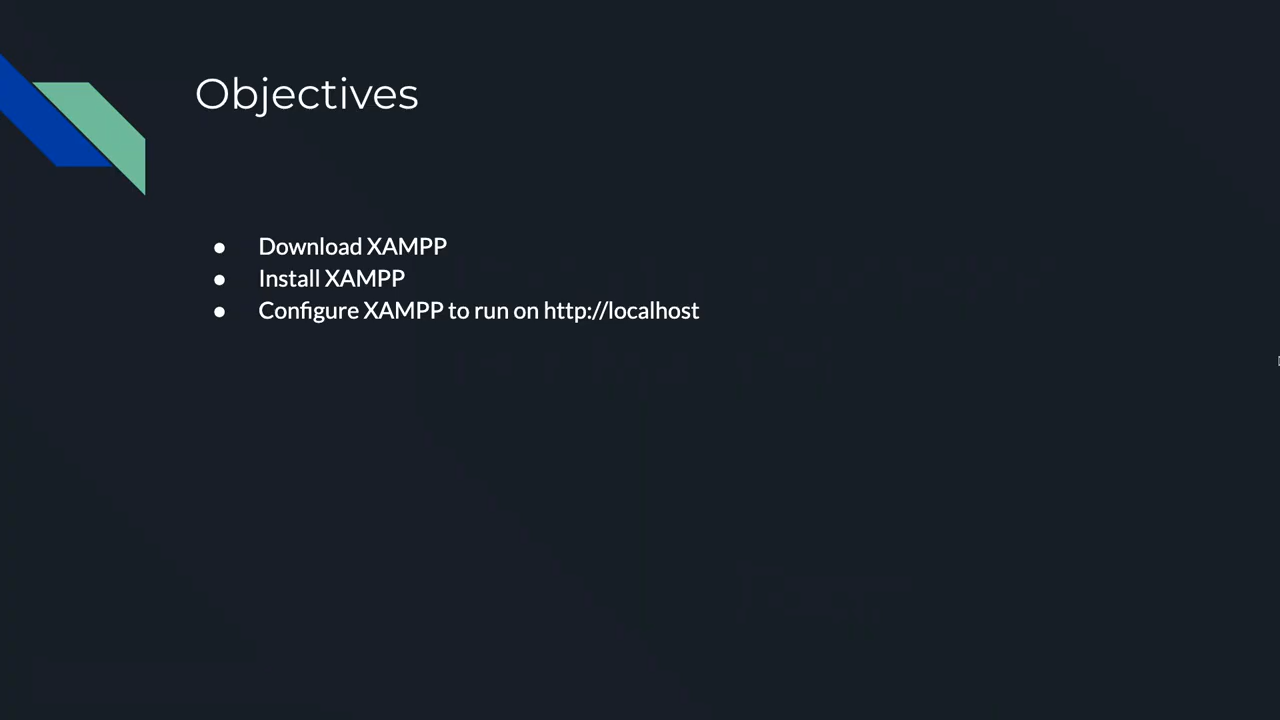 Objectives
● Download XAMPP
● Install XAMPP
● Configure XAMPP to run on http://localhost